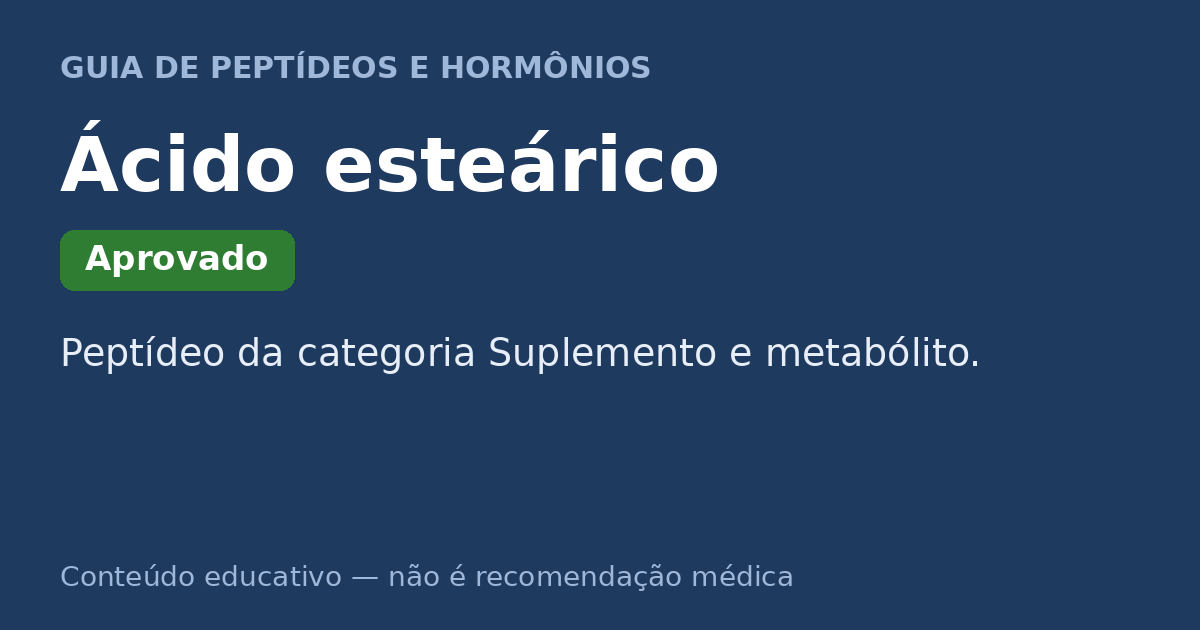 GUIA DE PEPTÍDEOS E HORMÔNIOS
Ácido esteárico
Aprovado
Peptídeo da categoria Suplemento e metabólito.
Conteúdo educativo — não é recomendação médica